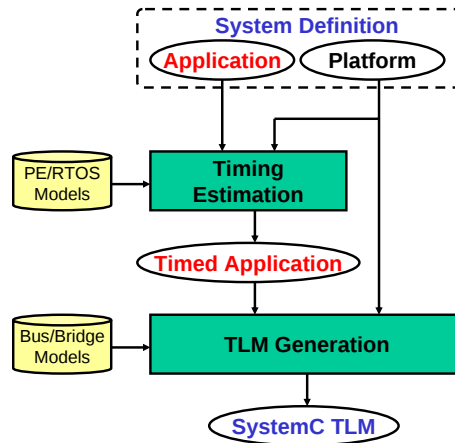 System Definition
Application
Platform
PE/RTOS
Models
Timing
Estimation
Timed Application
Bus/Bridge
Models
TLM Generation
SystemC TLM